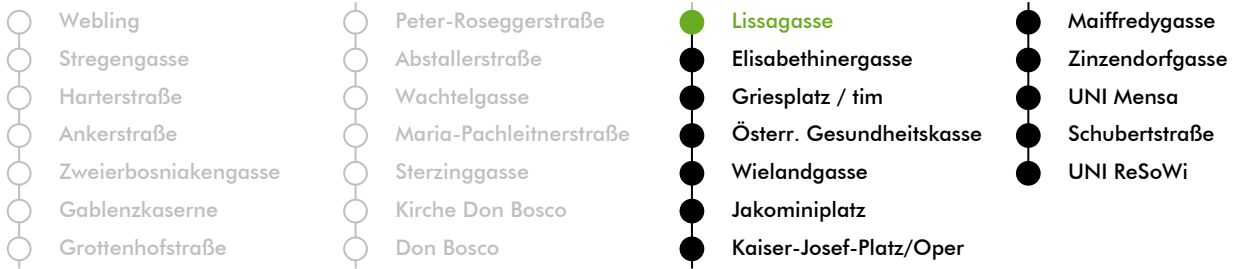 Webling
Stregengasse
Harterstraße
Ankerstraße
Zweierbosniakengasse
Gablenzkaserne
Grottenhofstraße
Peter-Roseggerstraße
Abstallerstraße
Wachtelgasse
Maria-Pachleitnerstraße
Sterzinggasse
Kirche Don Bosco
Don Bosco
Lissagasse
Elisabethinergasse
Griesplatz / tim
Österr. Gesundheitskasse
Wielandgasse
Jakominiplatz
Kaiser-Josef-Platz/Oper
Maiffredygasse
Zinzendorfgasse
UNI Mensa
Schubertstraße
UNI ReSoWi